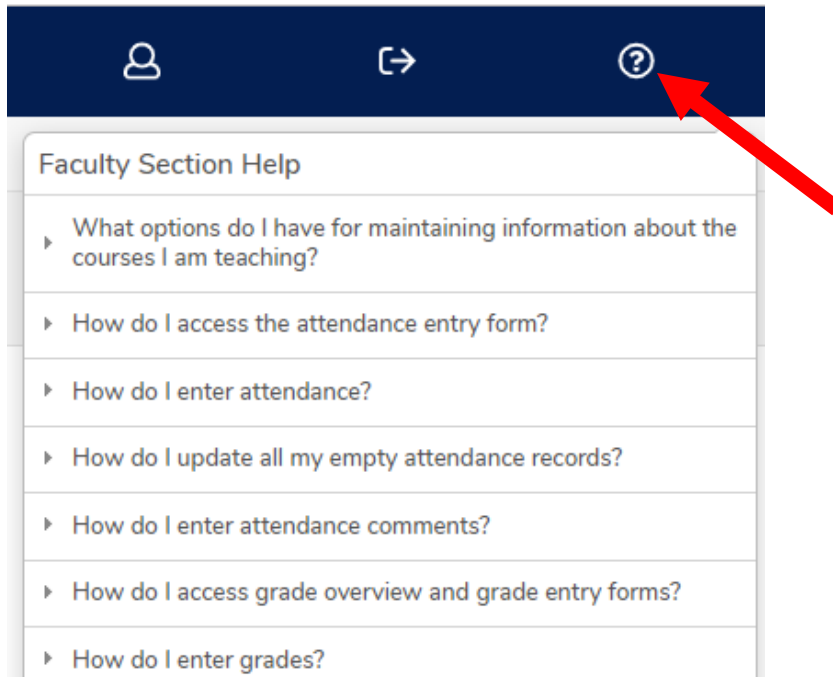 Faculty Section Help
What options do I have for maintaining information about the
courses I am teaching?
How do I access the attendance entry form?
How do I enter attendance?
How do I update all my empty attendance records?
How do I enter attendance comments?
How do I access grade overview and grade entry forms?
How do I enter grades?